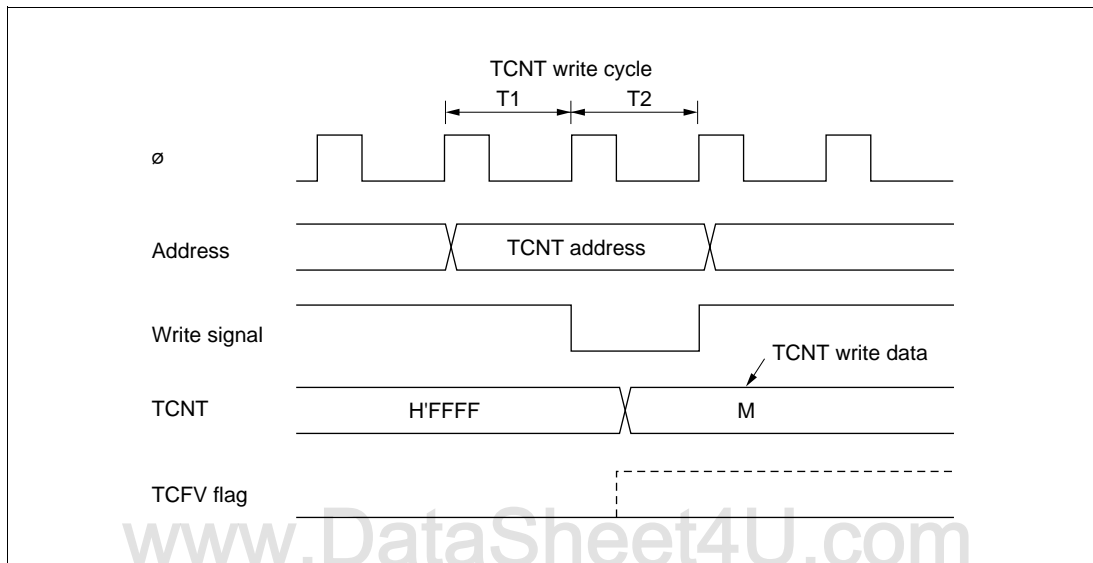 TCNT write cycle
T1 T2
ø
Address TCNT address
Write signal
TCNT write data
TCNT H'FFFF M
TCFV flag
www.DataSheet4U.com